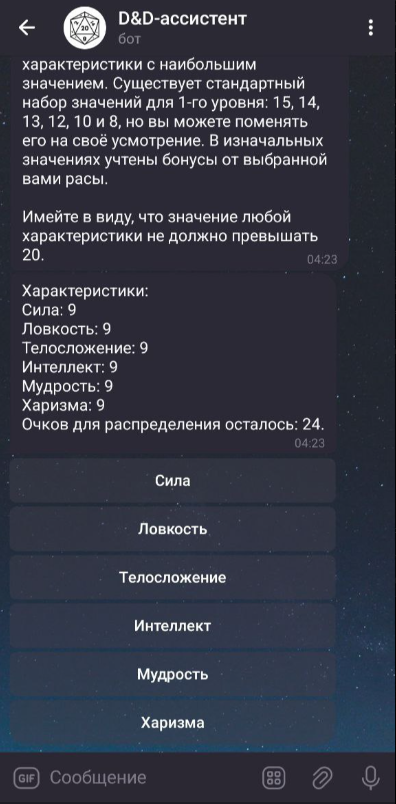 D&D-ассистент
бот
характеристики с наибольшим
значением. Существует стандартный
набор значений для 1-го уровня: 15, 14,
13, 12, 10 и 8, но вы можете поменять
его на своё усмотрение. В изначальных
значениях учтены бонусы от выбранной
вами расы.
Имейте в виду, что значение любой
характеристики не должно превышать
20.
04:23
Характеристики:
Сила: 9
Ловкость: 9
Телосложение: 9
Интеллект: 9
Мудрость: 9
Харизма: 9
Очков для распределения осталось: 24.
04:23
Сила
Ловкость
Телосложение
Интеллект
Мудрость
Харизма
GIF Сообщение